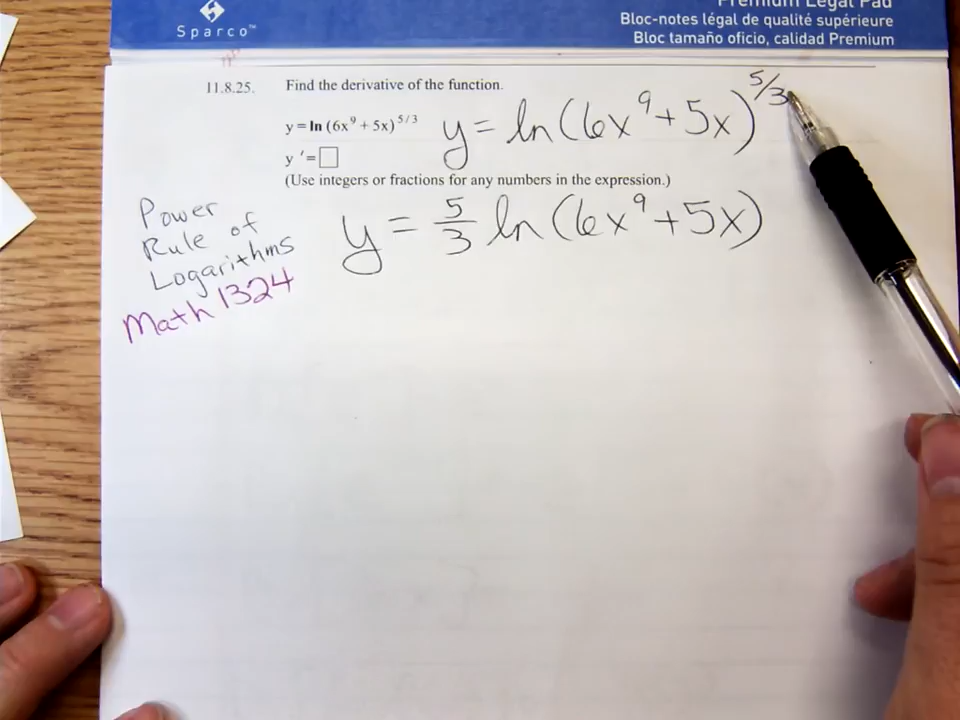 Sparco™
Premium Legal Pad
Bloc-notes légal de qualité supérieure
Bloc tamaño oficio, calidad Premium
11.8.25. Find the derivative of the function.
y = ln (6x⁹ + 5x)^5/3
y = ln(6x⁹ + 5x)^5/3
y ' = □
(Use integers or fractions for any numbers in the expression.)
Power
Rule of
Logarithms
Math 1324
y = 5/3 ln (6x⁹ + 5x)